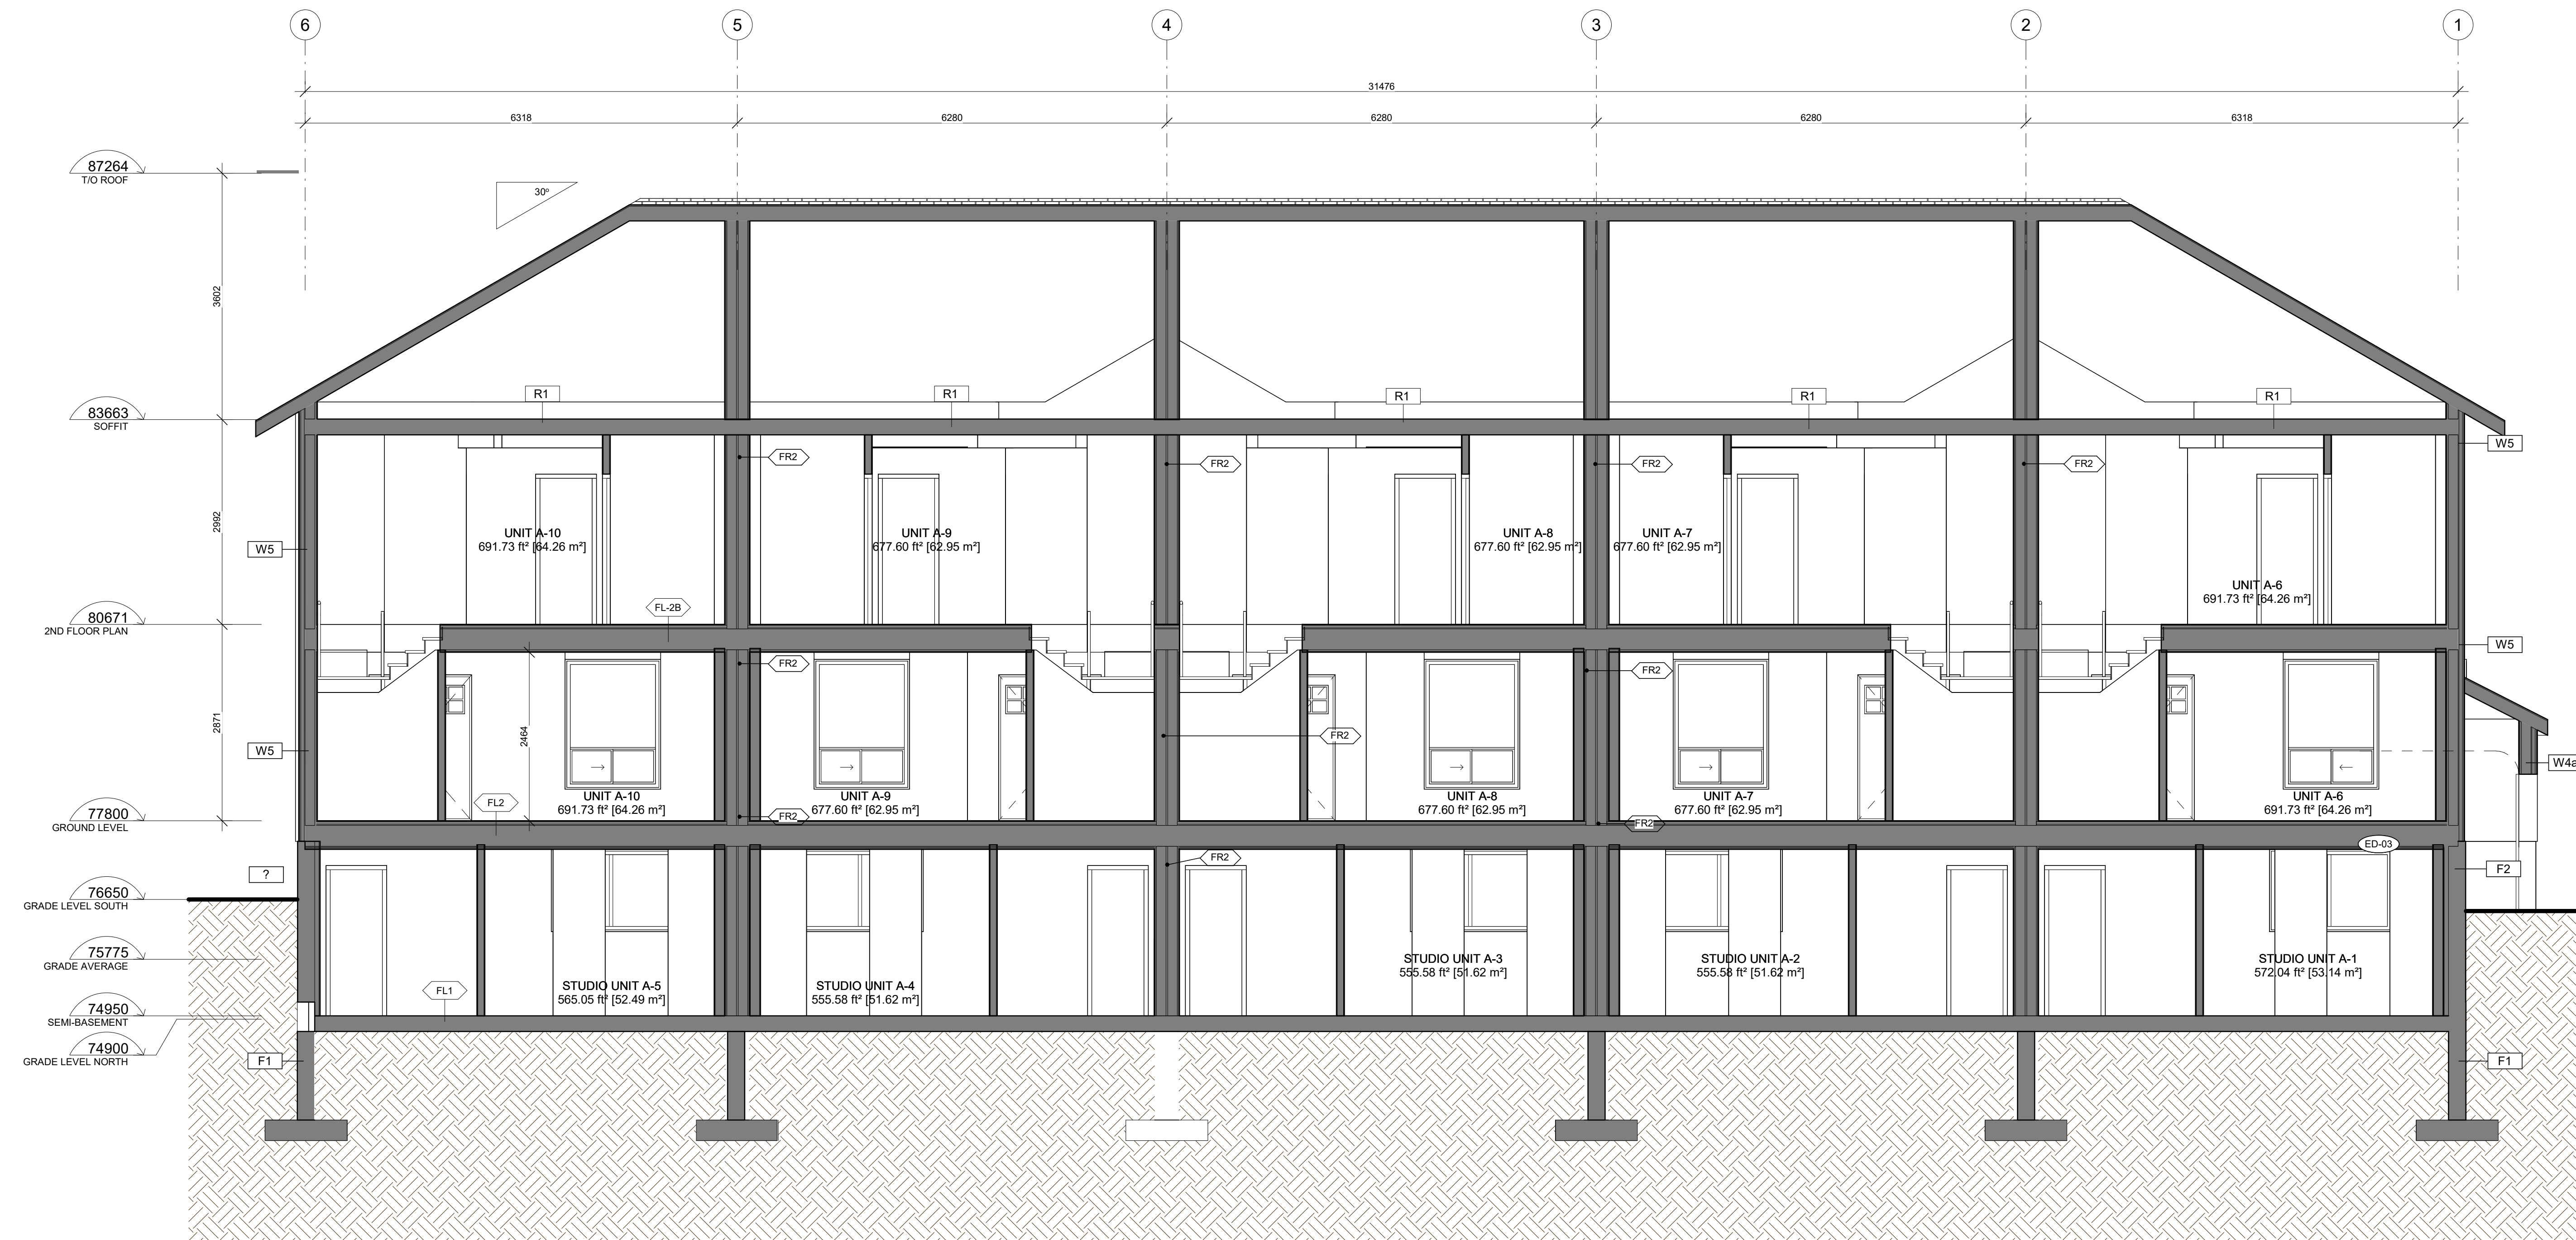 6
5
4
3
2
1
31476
6318
6280
6280
6280
6318
87264
T/O ROOF
30º
3602
R1
R1
R1
R1
R1
83663
SOFFIT
W5
FR2
FR2
FR2
FR2
2992
UNIT A-10
691.73 ft² [64.26 m²]
UNIT A-9
677.60 ft² [62.95 m²]
UNIT A-8
677.60 ft² [62.95 m²]
UNIT A-7
677.60 ft² [62.95 m²]
W5
UNIT A-6
691.73 ft² [64.26 m²]
FL-2B
80671
2ND FLOOR PLAN
W5
FR2
FR2
2871
2464
FR2
W5
W4a
UNIT A-10
691.73 ft² [64.26 m²]
UNIT A-9
677.60 ft² [62.95 m²]
UNIT A-8
677.60 ft² [62.95 m²]
UNIT A-7
677.60 ft² [62.95 m²]
UNIT A-6
691.73 ft² [64.26 m²]
FL2
77800
GROUND LEVEL
FR2
FR2
ED-03
FR2
?
F2
76650
GRADE LEVEL SOUTH
75775
GRADE AVERAGE
STUDIO UNIT A-3
555.58 ft² [51.62 m²]
STUDIO UNIT A-2
555.58 ft² [51.62 m²]
STUDIO UNIT A-1
572.04 ft² [53.14 m²]
STUDIO UNIT A-5
565.05 ft² [52.49 m²]
STUDIO UNIT A-4
555.58 ft² [51.62 m²]
FL1
74950
SEMI-BASEMENT
74900
GRADE LEVEL NORTH
F1
F1